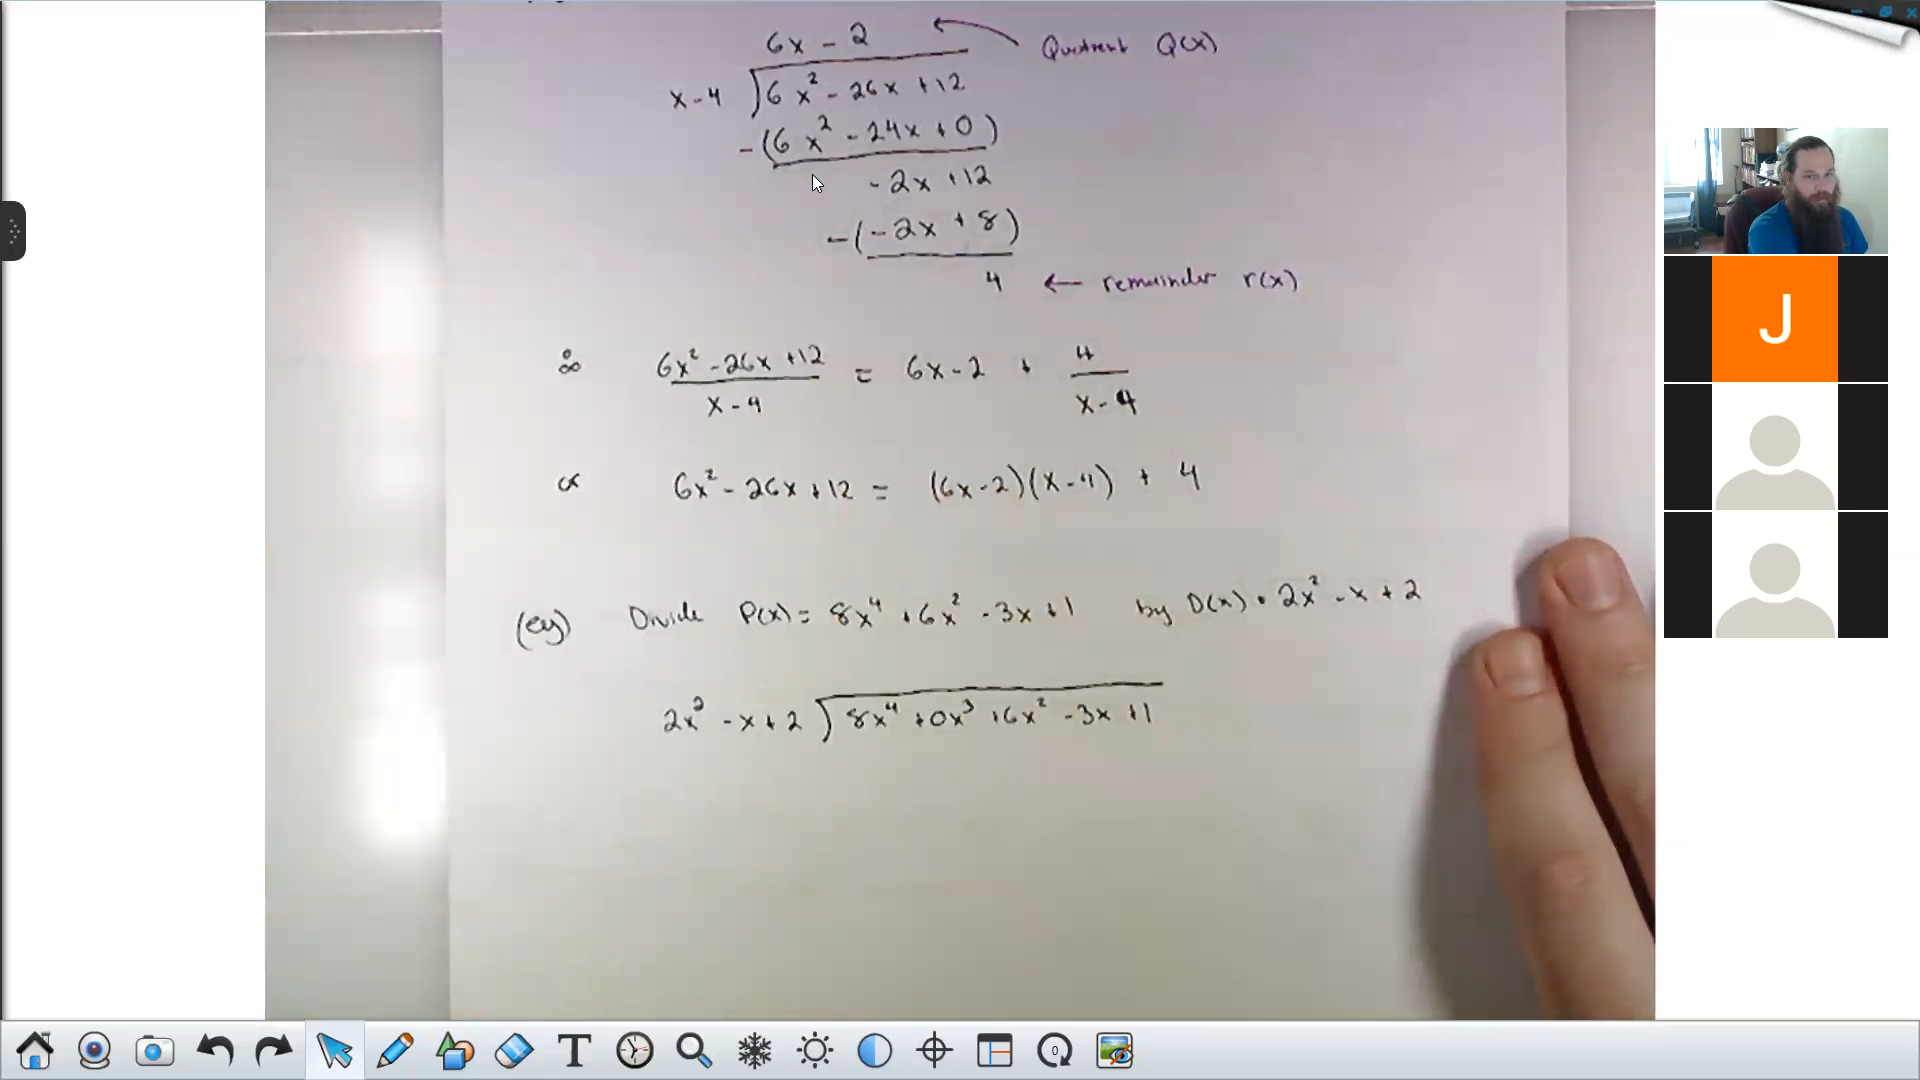 6x - 2
Quotient Q(x)
x-4 ) 6x² - 26x + 12
-(6x² - 24x + 0)
-2x + 12
-(-2x + 8)
4 ← remainder r(x)
∴ 6x² - 26x + 12 / x-4 = 6x - 2 + 4 / x-4
or 6x² - 26x + 12 = (6x-2)(x-4) + 4
(eg) Divide P(x) = 8x⁴ + 6x² - 3x + 1 by D(x) = 2x² - x + 2
2x² - x + 2 ) 8x⁴ + 0x³ + 6x² - 3x + 1
J
T
0